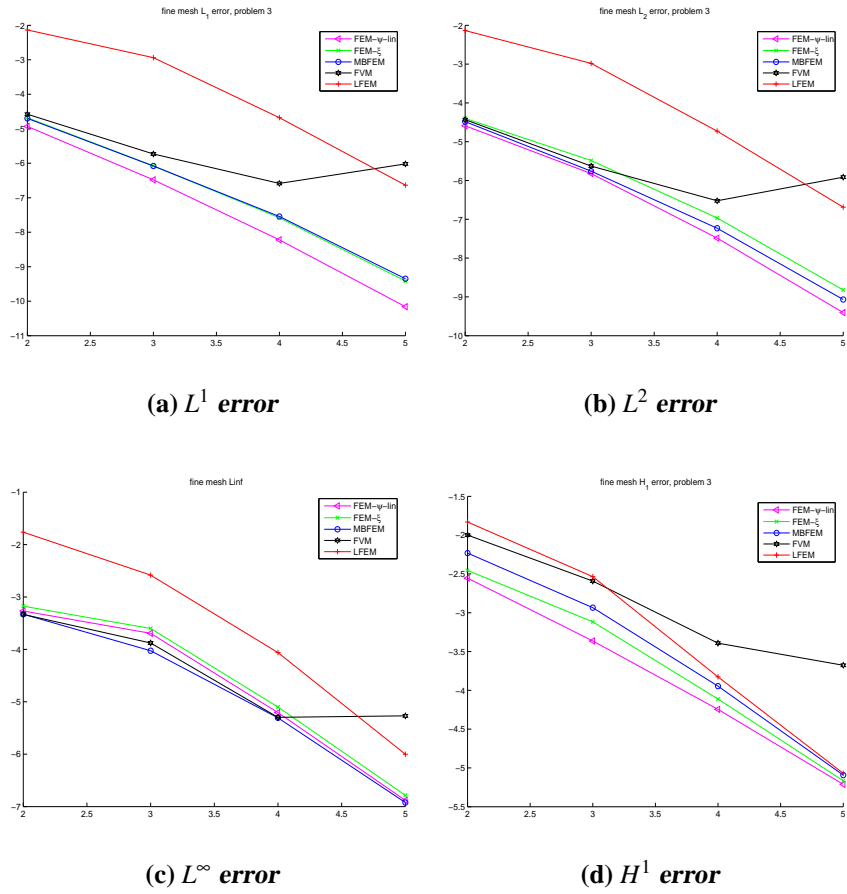 fine mesh L1 error, problem 3
FEM-ψ-lin
FEM-ξ
MBFEM
FVM
LFEM
-2
-3
-4
-5
-6
-7
-8
-9
-10
-11
2 2.5 3 3.5 4 4.5 5
(a) L^1 error
fine mesh L2 error, problem 3
FEM-ψ-lin
FEM-ξ
MBFEM
FVM
LFEM
-2
-3
-4
-5
-6
-7
-8
-9
-10
2 2.5 3 3.5 4 4.5 5
(b) L^2 error
fine mesh Linf
FEM-ψ-lin
FEM-ξ
MBFEM
FVM
LFEM
-1
-2
-3
-4
-5
-6
-7
2 2.5 3 3.5 4 4.5 5
(c) L^∞ error
fine mesh H1 error, problem 3
FEM-ψ-lin
FEM-ξ
MBFEM
FVM
LFEM
-1.5
-2
-2.5
-3
-3.5
-4
-4.5
-5
-5.5
2 2.5 3 3.5 4 4.5 5
(d) H^1 error